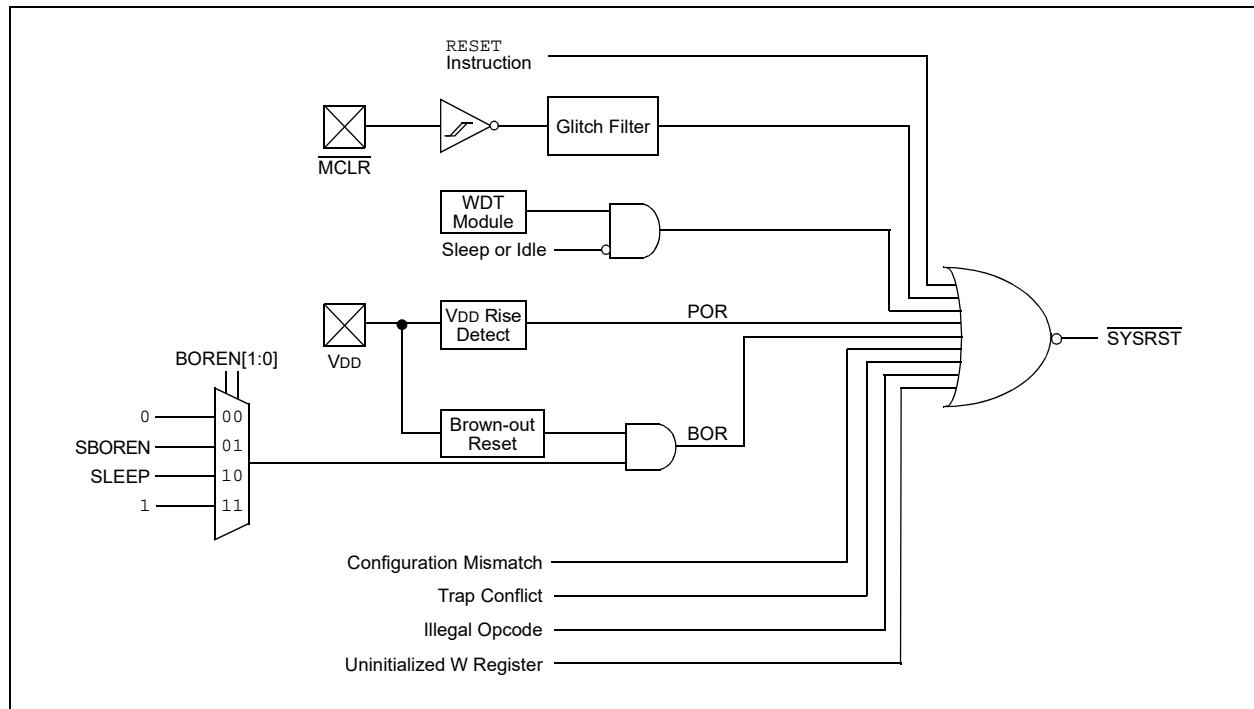 RESET
Instruction
Glitch Filter
MCLR
WDT
Module
Sleep or Idle
VDD Rise
Detect
POR
VDD
SYSRST
BOREN[1:0]
0
00
Brown-out
Reset
BOR
SBOREN
01
SLEEP
10
1
11
Configuration Mismatch
Trap Conflict
Illegal Opcode
Uninitialized W Register